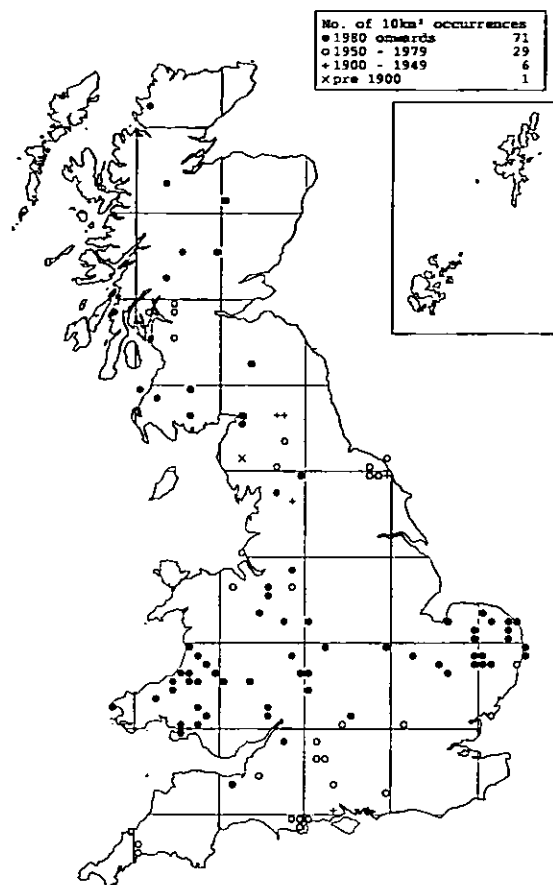 No. of 10km² occurrences
● 1980 onwards 71
○ 1950 - 1979 29
+ 1900 - 1949 6
× pre 1900 1